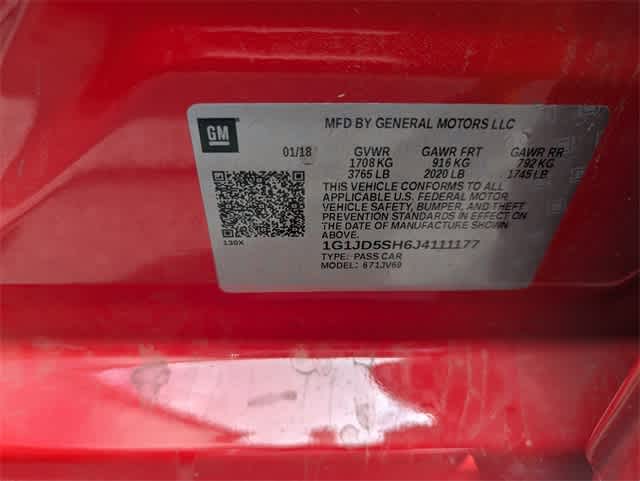 GM
MFD BY GENERAL MOTORS LLC
01/18 GVWR GAWR FRT GAWR RR
1708 KG 916 KG 792 KG
3765 LB 2020 LB 1745 LB
THIS VEHICLE CONFORMS TO ALL
APPLICABLE U.S. FEDERAL MOTOR
VEHICLE SAFETY, BUMPER, AND THEFT
PREVENTION STANDARDS IN EFFECT ON
THE DATE OF MANUFACTURE SHOWN
ABOVE.
130X
1G1JD5SH6J4111177
TYPE: PASS CAR
MODEL: 671JV69